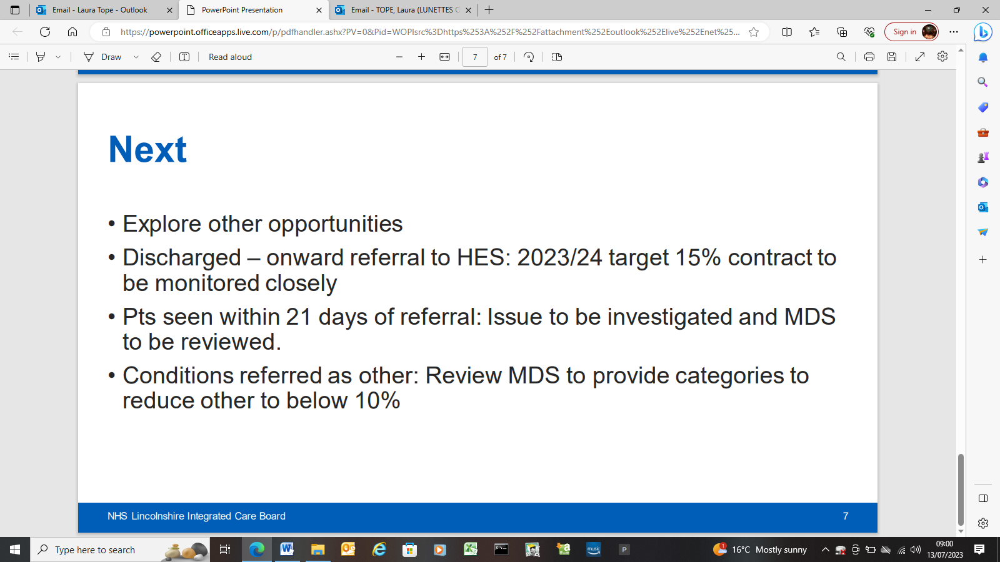 Email - Laura Tope - Outlook
PowerPoint Presentation
Email - TOPE, Laura (LUNETTES O
https://powerpoint.officeapps.live.com/p/pdfhandler.ashx?PV=0&Pid=WOPIsrc%3Dhttps%253A%252F%252Fattachment%252Eoutlook%252Elive%252Enet%25...
Sign in
Draw
Read aloud
7
of 7
Next
• Explore other opportunities
• Discharged – onward referral to HES: 2023/24 target 15% contract to
be monitored closely
• Pts seen within 21 days of referral: Issue to be investigated and MDS
to be reviewed.
• Conditions referred as other: Review MDS to provide categories to
reduce other to below 10%
NHS Lincolnshire Integrated Care Board
7
Type here to search
music
P
1
16°C Mostly sunny
09:00
13/07/2023